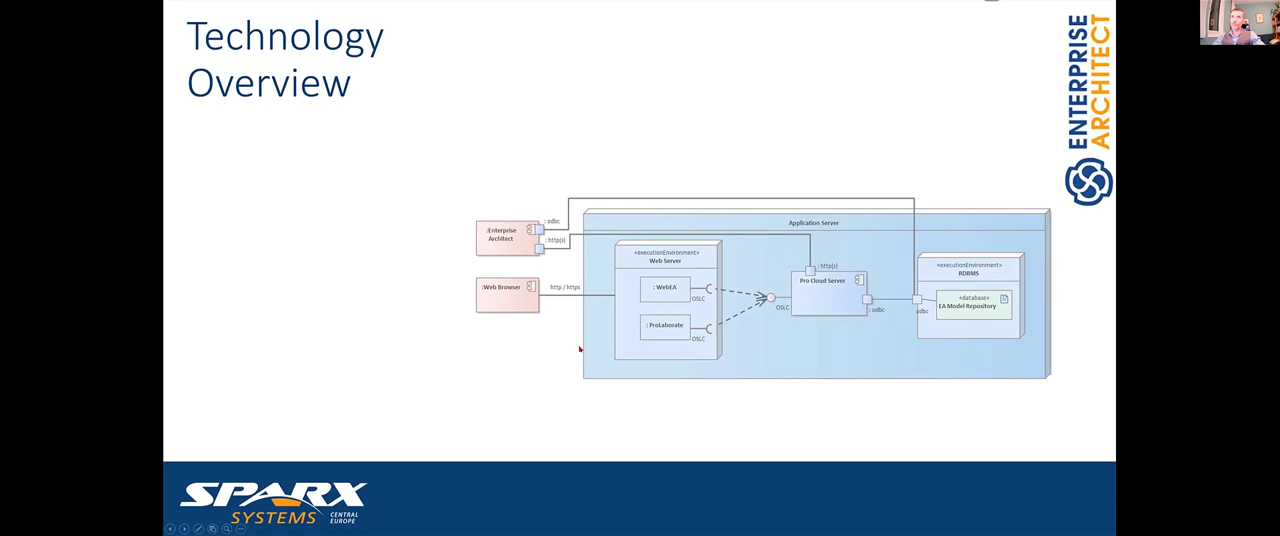 Technology
Overview
ENTERPRISE
ARCHITECT
: odbc
:Enterprise
Architect
: http(s)
:Web Browser
http / https
Application Server
«executionEnvironment»
Web Server
: WebEA
OSLC
: ProLaborate
OSLC
OSLC
: http(s)
Pro Cloud Server
: odbc
odbc
«executionEnvironment»
RDBMS
«database»
EA Model Repository
SPARX
SYSTEMS
CENTRAL
EUROPE